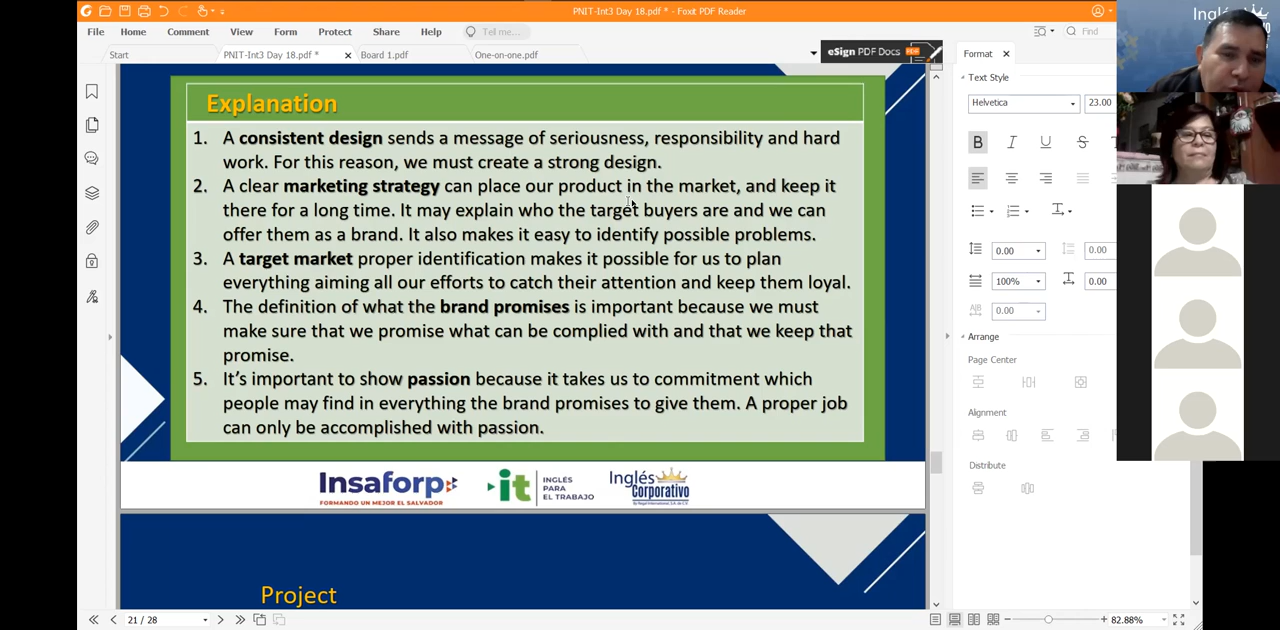 PNIT-Int3 Day 18.pdf * - Foxit PDF Reader
File Home Comment View Form Protect Share Help Tell me... Find
Start PNIT-Int3 Day 18.pdf * Board 1.pdf One-on-one.pdf eSign PDF Docs
Explanation
1. A consistent design sends a message of seriousness, responsibility and hard
work. For this reason, we must create a strong design.
2. A clear marketing strategy can place our product in the market, and keep it
there for a long time. It may explain who the target buyers are and we can
offer them as a brand. It also makes it easy to identify possible problems.
3. A target market proper identification makes it possible for us to plan
everything aiming all our efforts to catch their attention and keep them loyal.
4. The definition of what the brand promises is important because we must
make sure that we promise what can be complied with and that we keep that
promise.
5. It's important to show passion because it takes us to commitment which
people may find in everything the brand promises to give them. A proper job
can only be accomplished with passion.
Insaforp
FORMANDO UN MEJOR EL SALVADOR
it
INGLÉS
PARA
EL TRABAJO
Inglés
Corporativo
Project
21 / 28
82.88%
Format
Text Style
Helvetica 23.00
B I U S T
0.00 0.00
100% 0.00
0.00
Arrange
Page Center
Alignment
Distribute